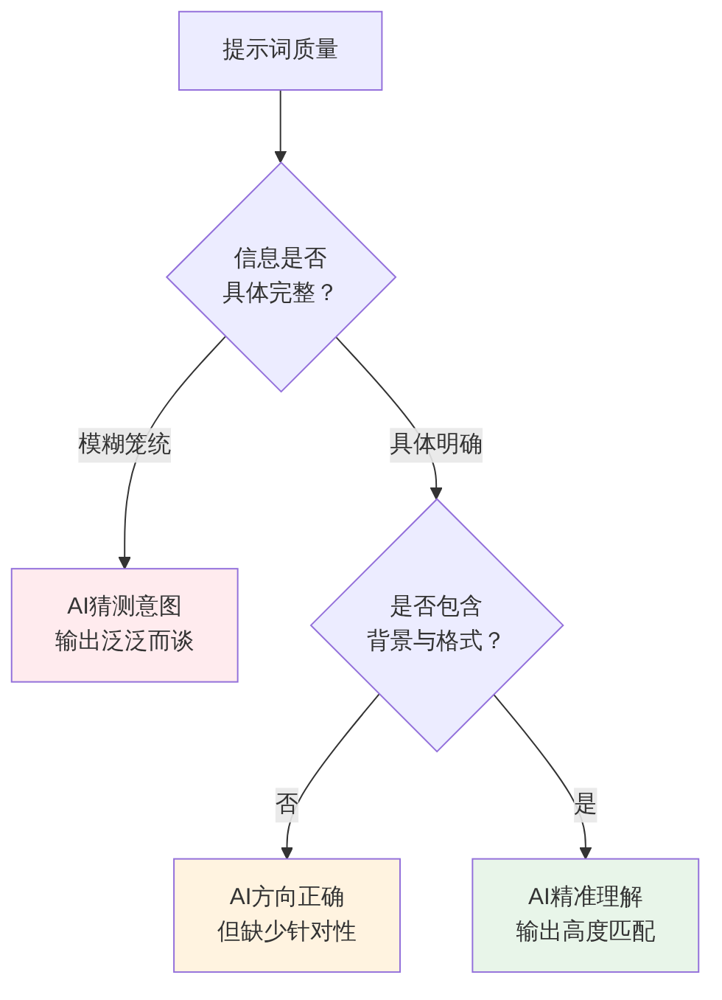 提示词质量
信息是否
具体完整？
模糊笼统
具体明确
AI猜测意图
输出泛泛而谈
是否包含
背景与格式？
否
是
AI方向正确
但缺少针对性
AI精准理解
输出高度匹配